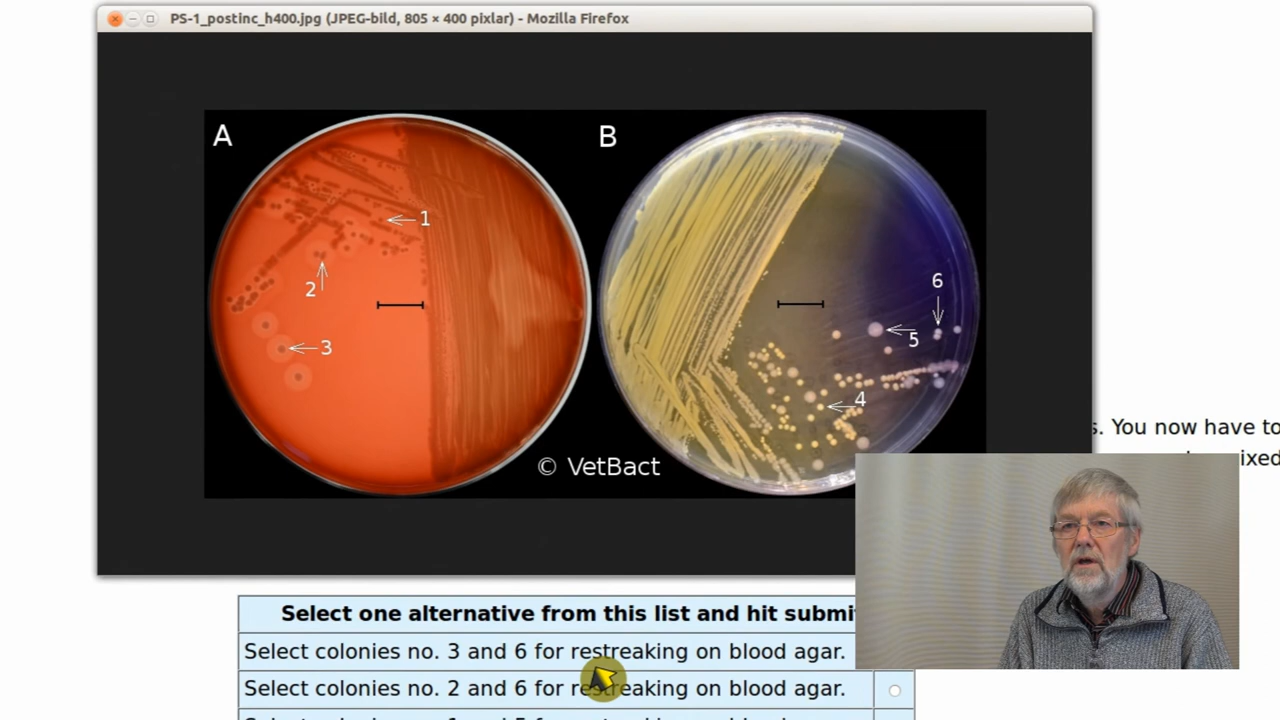 PS-1_postinc_h400.jpg (JPEG-bild, 805 × 400 pixlar) - Mozilla Firefox
A
B
1
2
3
4
5
6
© VetBact
s. You now have to
ixed
Select one alternative from this list and hit submi
Select colonies no. 3 and 6 for restreaking on blood agar.
Select colonies no. 2 and 6 for restreaking on blood agar.